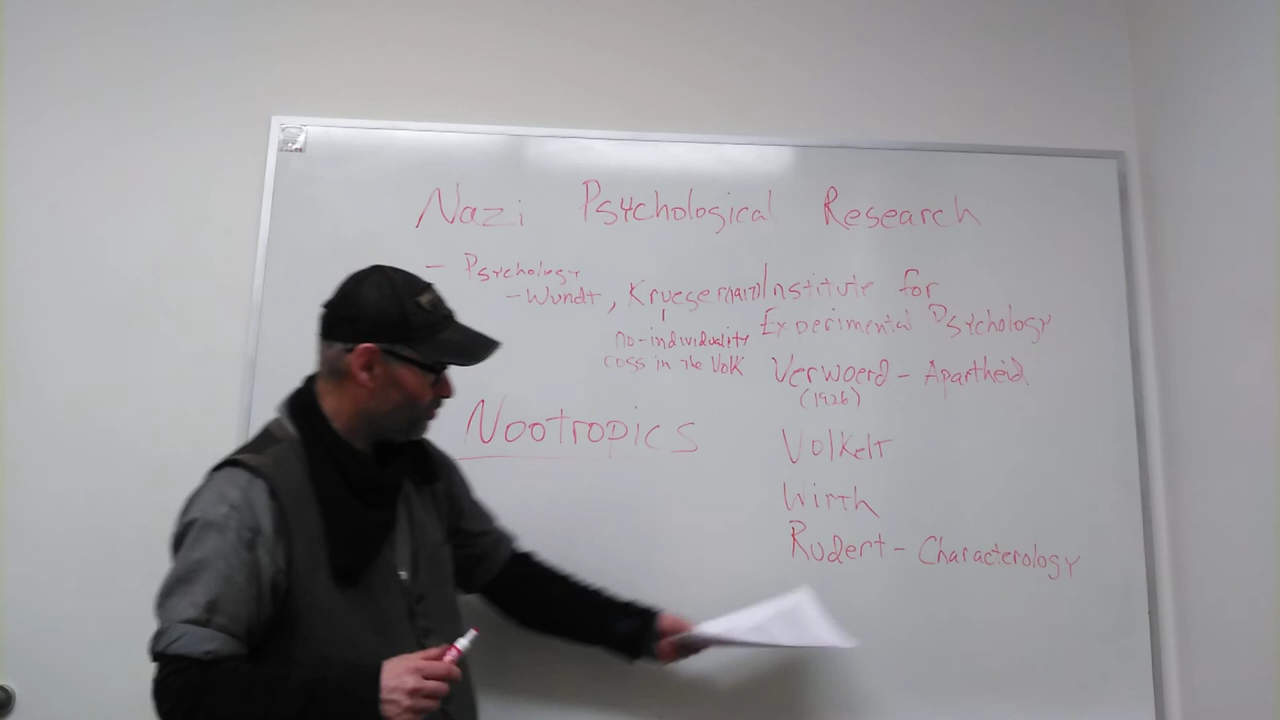 Nazi Psychological Research
- Psychology
- Wundt, Krueger Institute for
Experimental Psychology
no-individuality
in the Volk
Verwoerd - Apartheid
(1926)
Nootropics
Volkelt
Wirth
Rudert - Characterology